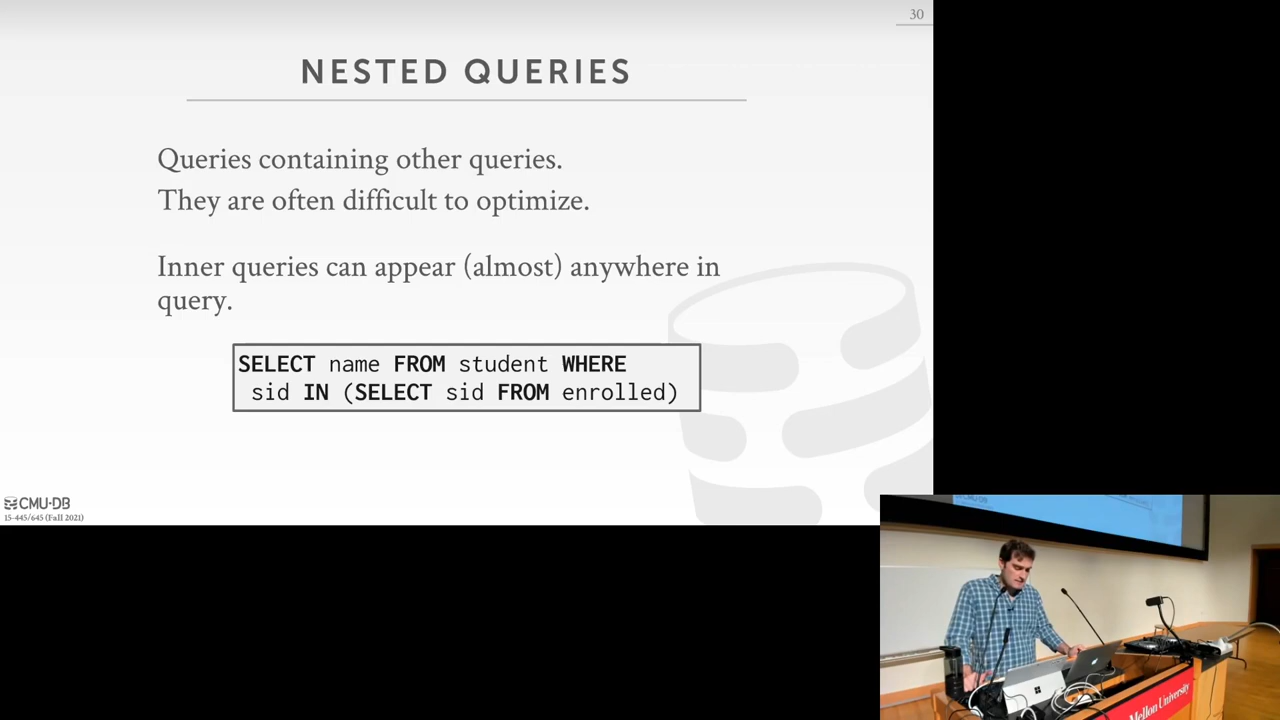 30
NESTED QUERIES
Queries containing other queries.
They are often difficult to optimize.
Inner queries can appear (almost) anywhere in
query.
SELECT name FROM student WHERE
sid IN (SELECT sid FROM enrolled)
CMU·DB
15-445/645 (Fall 2021)
Mellon University